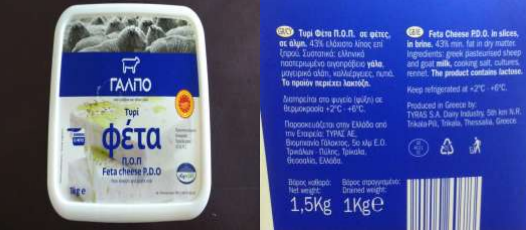 ΓΑΛΠΟ
Τυρί
φέτα
Π.Ο.Π
Feta cheese P.D.O
1kg e
Τυρί Φέτα Π.Ο.Π. σε φέτες,
σε άλμη. 43% ελάχιστα λίπος επί
ξηρού. Συστατικά: ελληνικό
παστεριωμένο αιγοπρόβειο γάλα,
μαγειρικό αλάτι, καλλιέργειες, πυτιά.
Το προϊόν περιέχει λακτόζη.
Διατηρείται στο ψυγείο (ψύξη) σε
θερμοκρασία +2°C - +6°C.
Παρασκευάζεται στην Ελλάδα από
την Εταιρεία: ΤΥΡΑΣ ΑΕ,
Βιομηχανία Γάλακτος, 5ο χλμ Ε.Ο.
Τρικάλων - Πύλης, Τρίκαλα,
Θεσσαλία, Ελλάδα.
Βάρος καθαρό:
Net weight:
1,5Kg
Βάρος στραγγισμένο:
Drained weight:
1Kg e
Feta Cheese P.D.O. in slices,
in brine. 43% min. fat in dry matter.
Ingredients: greek pasteurised sheep
and goat milk, cooking salt, cultures,
rennet. The product contains lactose.
Keep refrigerated at +2°C - +6°C.
Produced in Greece by:
TYRAS S.A. Dairy Industry, 5th km N.R.
Trikala-Pili, Trikala, Thessalia, Greece